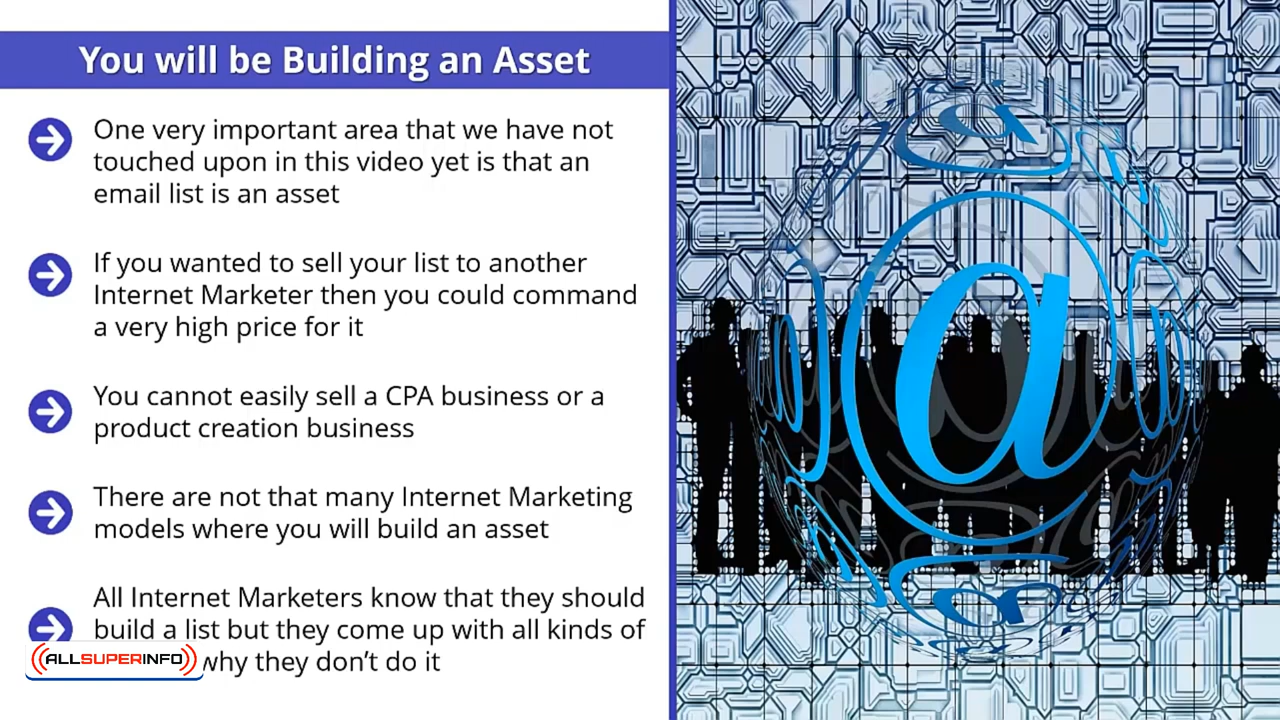 You will be Building an Asset
One very important area that we have not
touched upon in this video yet is that an
email list is an asset
If you wanted to sell your list to another
Internet Marketer then you could command
a very high price for it
You cannot easily sell a CPA business or a
product creation business
There are not that many Internet Marketing
models where you will build an asset
All Internet Marketers know that they should
build a list but they come up with all kinds of
why they don't do it
ALLSUPERINFO
@